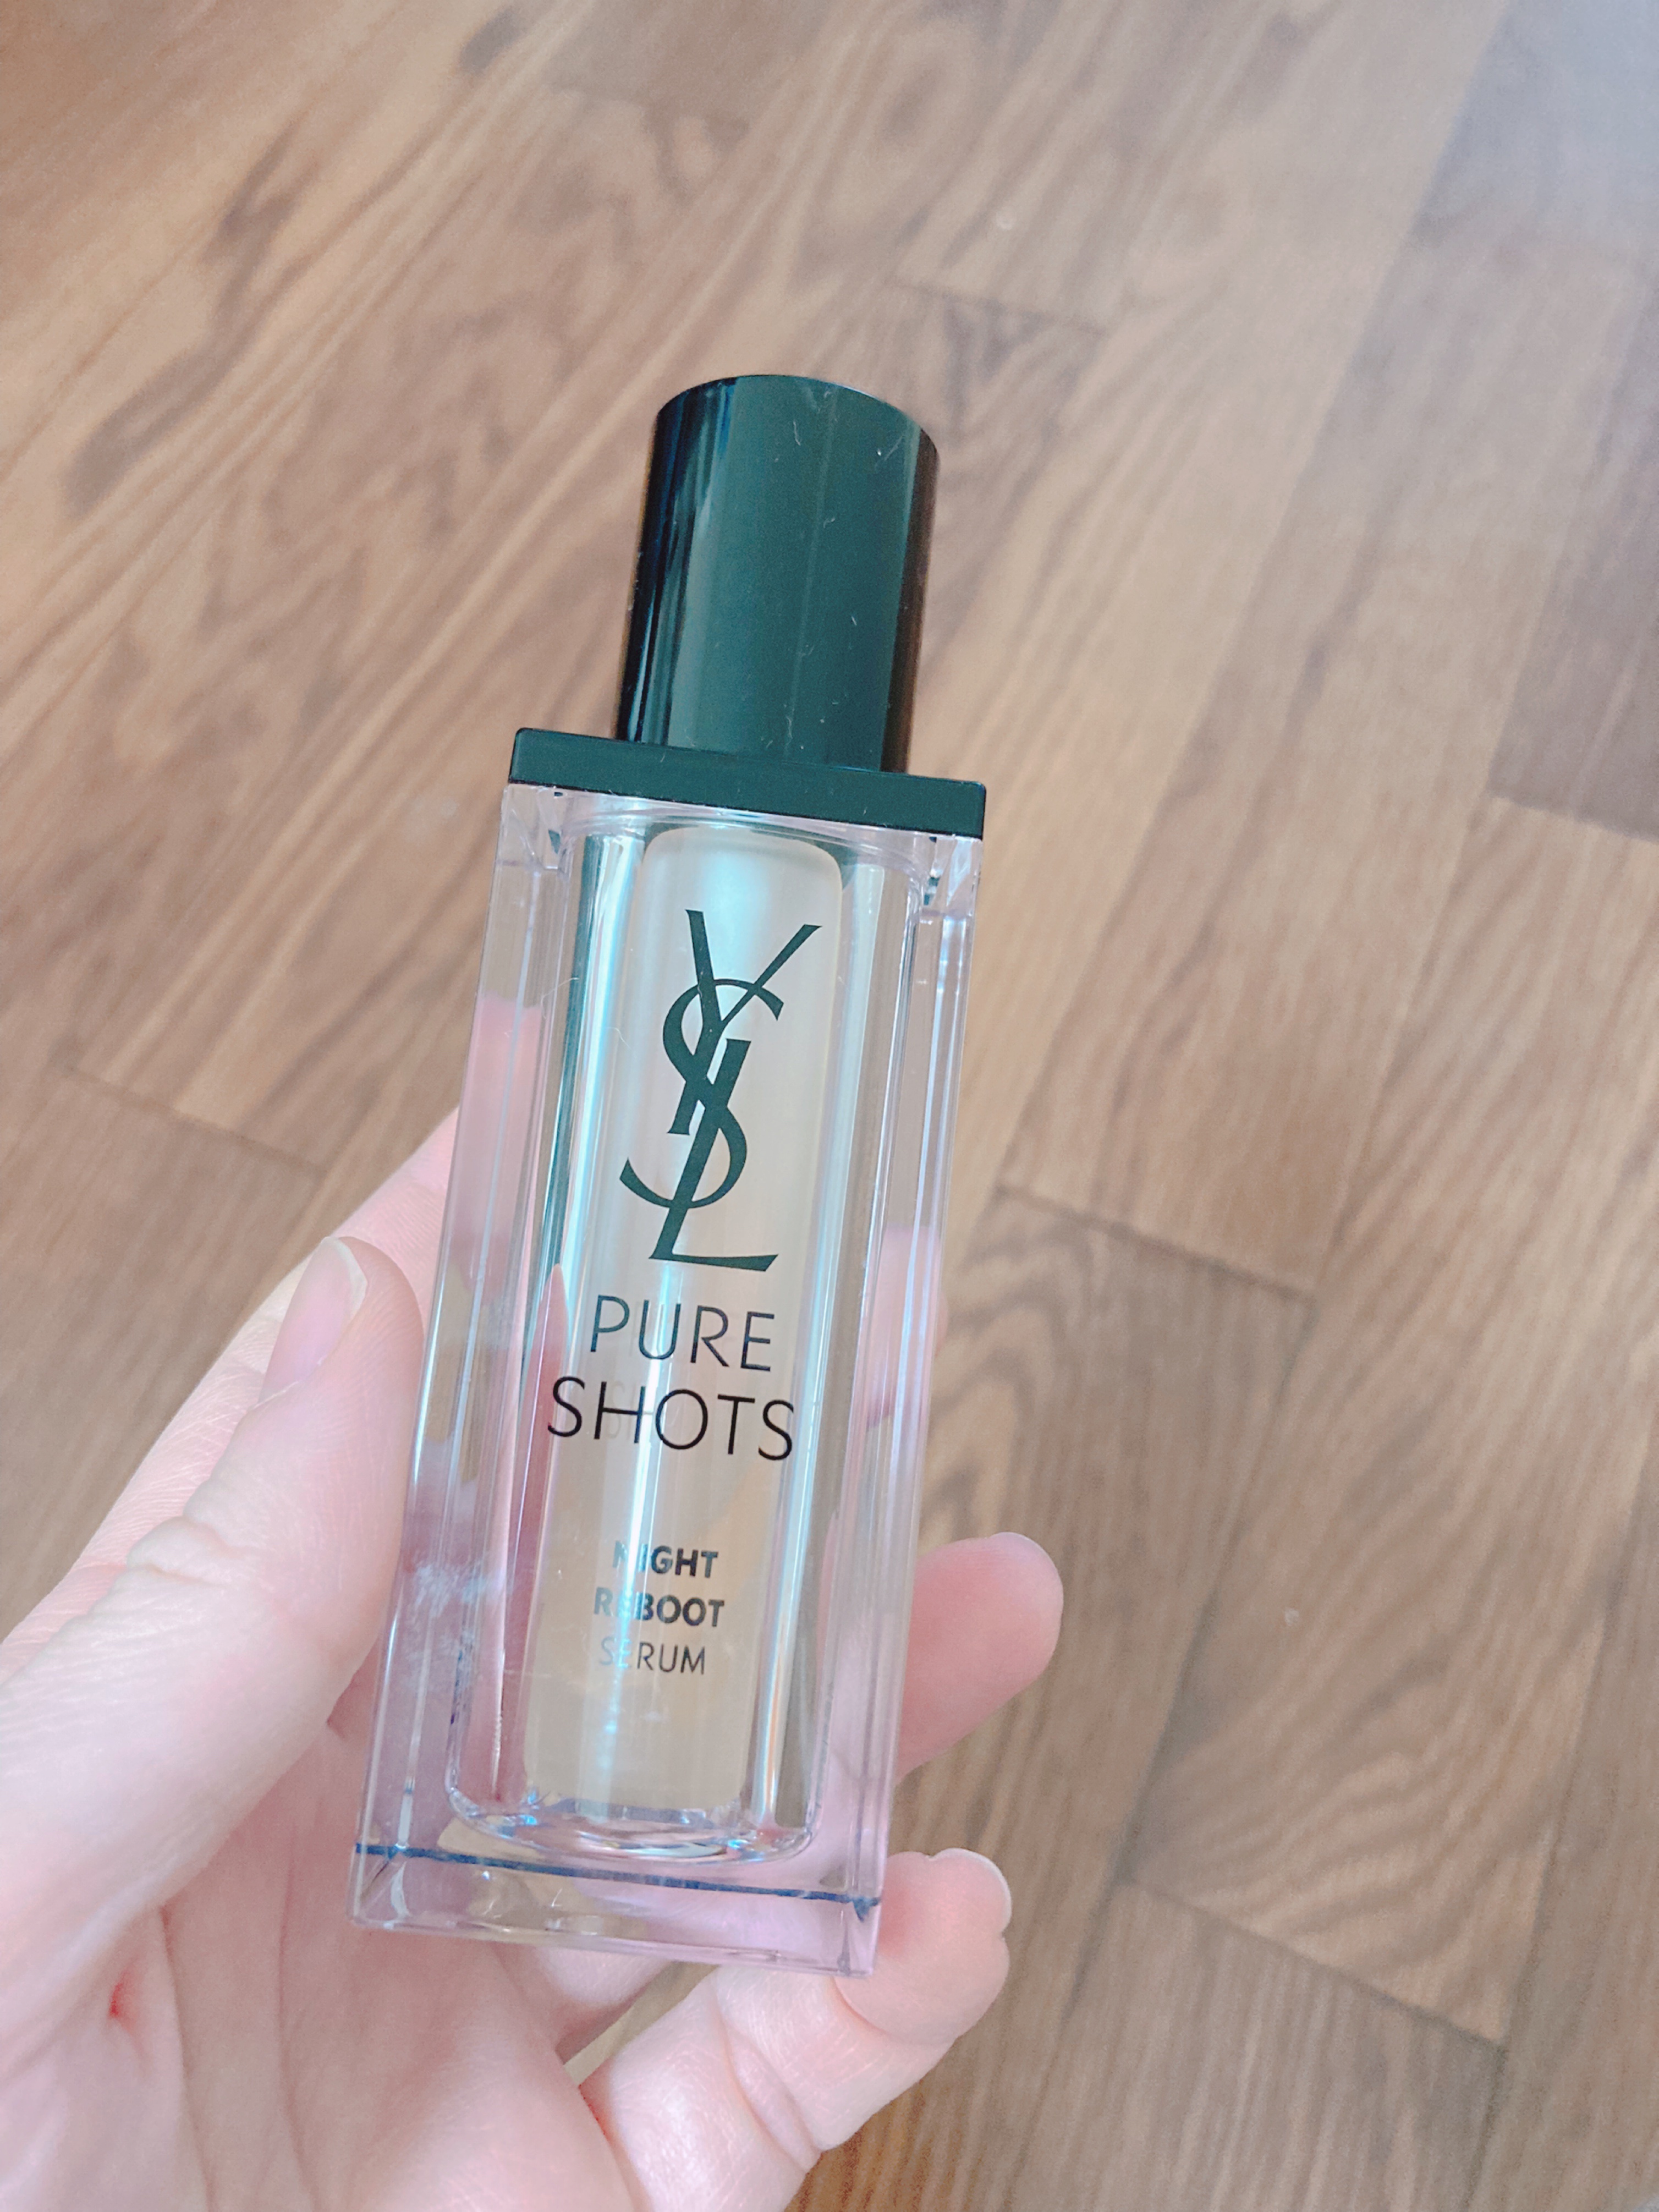 YSL
PURE
SHOTS
NIGHT
REBOOT
SERUM